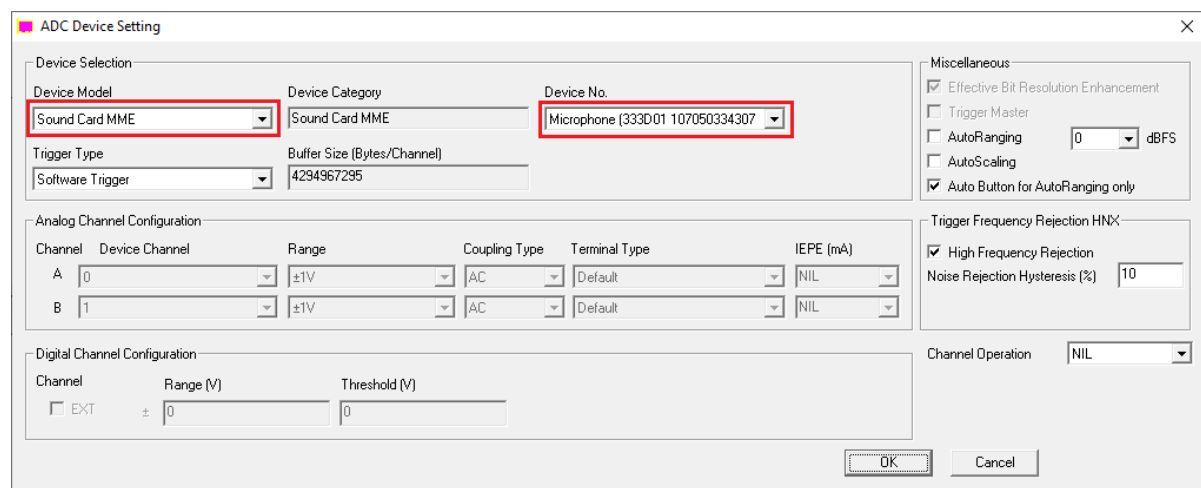 ADC Device Setting
Device Selection
Device Model
Device Category
Device No.
Sound Card MME
Sound Card MME
Microphone (333D01 107050334307
Trigger Type
Buffer Size (Bytes/Channel)
Software Trigger
4294967295
Miscellaneous
Effective Bit Resolution Enhancement
Trigger Master
AutoRanging
0
dBFS
AutoScaling
Auto Button for AutoRanging only
Analog Channel Configuration
Channel
Device Channel
Range
Coupling Type
Terminal Type
IEPE (mA)
A
0
±1V
AC
Default
NIL
B
1
±1V
AC
Default
NIL
Trigger Frequency Rejection HNX
High Frequency Rejection
Noise Rejection Hysteresis (%)
10
Digital Channel Configuration
Channel
Range (V)
Threshold (V)
EXT
±
0
0
Channel Operation
NIL
OK
Cancel